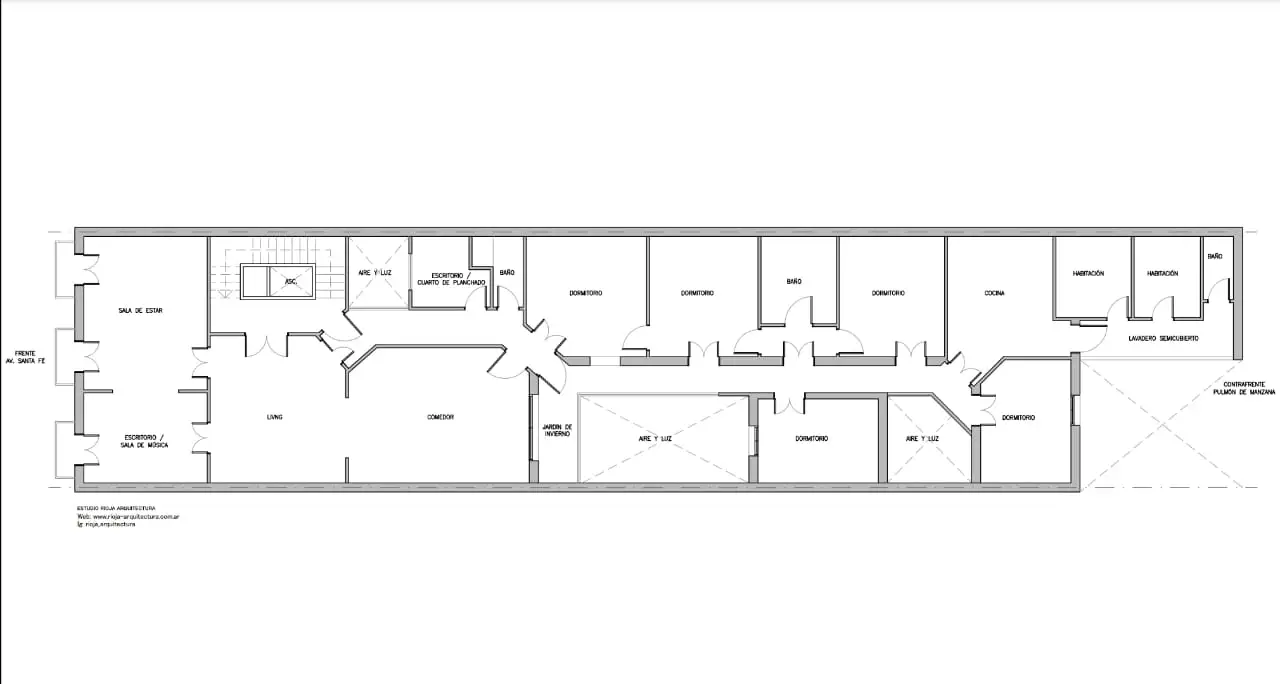 FRENTE
AV. SANTA FE
SALA DE ESTAR
ESCRITORIO /
SALA DE MÚSICA
ASC.
LIVNG
AIRE Y LUZ
ESCRITORIO /
CUARTO DE PLANCHADO
BAÑO
COMEDOR
JARDIN DE
INVIERNO
DORMITORIO
DORMITORIO
BAÑO
DORMITORIO
AIRE Y LUZ
DORMITORIO
AIRE Y LUZ
COCINA
DORMITORIO
HABITACIÓN
HABITACIÓN
BAÑO
LAVADERO SEMICUBIERTO
CONTRAFRENTE
PULMÓN DE MANZANA
ESTUDIO RIOJA ARQUITECTURA
Web: www.rioja-arquitectura.com.ar
Ig: rioja_arquitectura